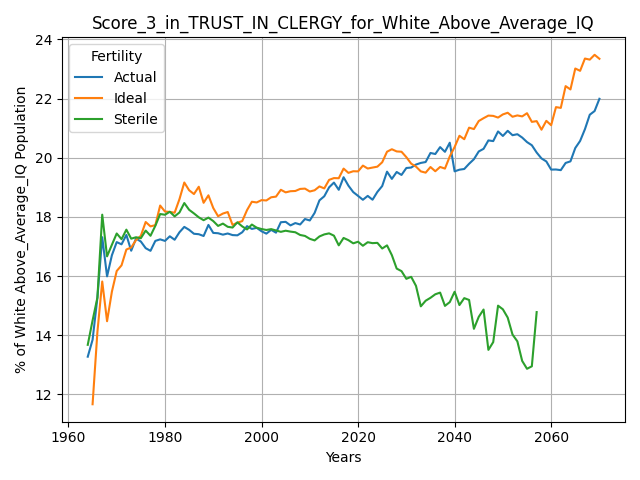 Score_3_in_TRUST_IN_CLERGY_for_White_Above_Average_IQ
Fertility
Actual
Ideal
Sterile
% of White Above_Average_IQ Population
24
22
20
18
16
14
12
1960
1980
2000
2020
2040
2060
Years